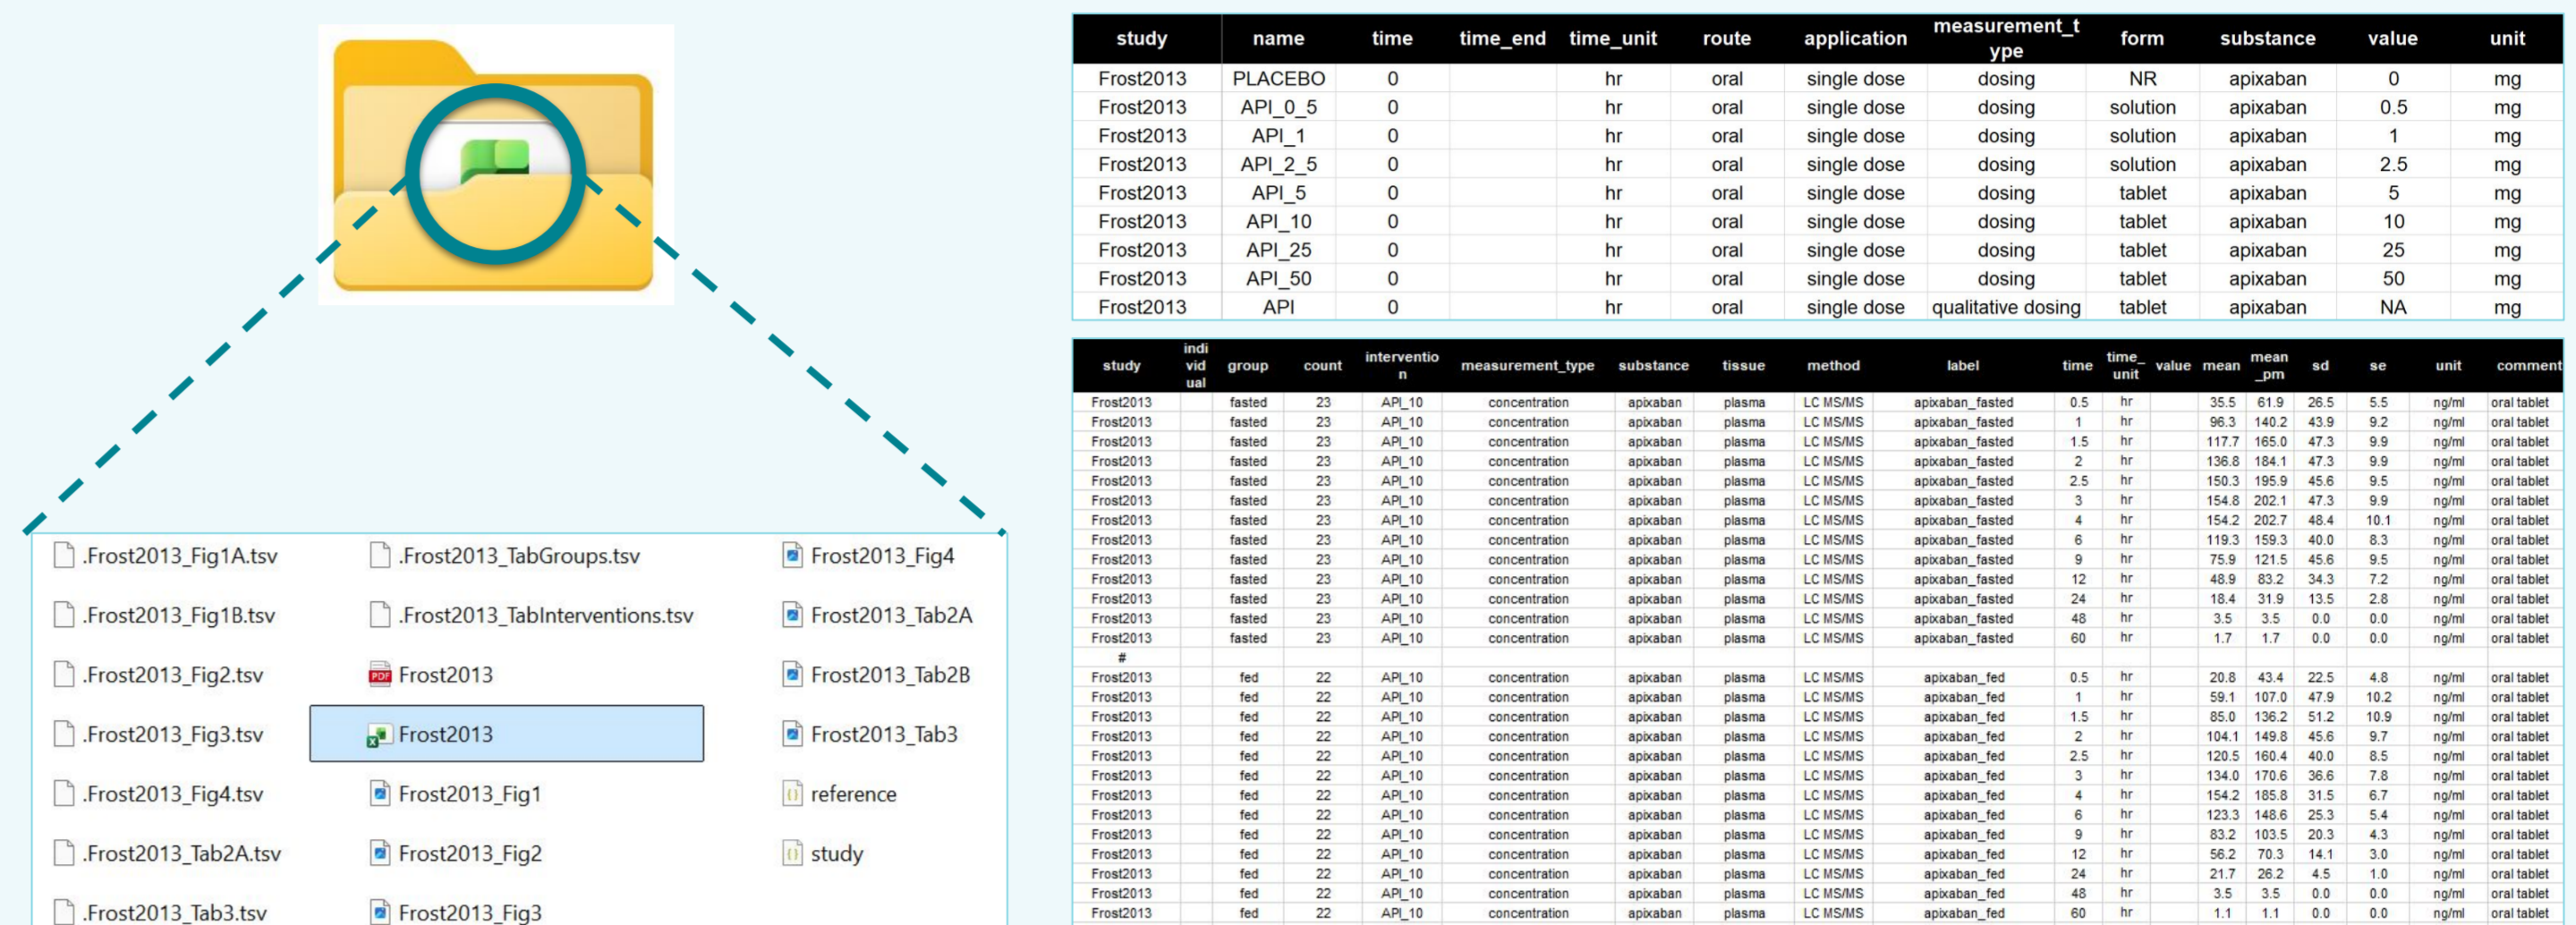 .Frost2013_Fig1A.tsv .Frost2013_TabGroups.tsv Frost2013_Fig4
.Frost2013_Fig1B.tsv .Frost2013_TabInterventions.tsv Frost2013_Tab2A
.Frost2013_Fig2.tsv PDF Frost2013 Frost2013_Tab2B
.Frost2013_Fig3.tsv Frost2013 Frost2013_Tab3
.Frost2013_Fig4.tsv Frost2013_Fig1 reference
.Frost2013_Tab2A.tsv Frost2013_Fig2 study
.Frost2013_Tab3.tsv Frost2013_Fig3
study name time time_end time_unit route application measurement_type form substance value unit
Frost2013 PLACEBO 0 hr oral single dose dosing NR apixaban 0 mg
Frost2013 API_0_5 0 hr oral single dose dosing solution apixaban 0.5 mg
Frost2013 API_1 0 hr oral single dose dosing solution apixaban 1 mg
Frost2013 API_2_5 0 hr oral single dose dosing solution apixaban 2.5 mg
Frost2013 API_5 0 hr oral single dose dosing tablet apixaban 5 mg
Frost2013 API_10 0 hr oral single dose dosing tablet apixaban 10 mg
Frost2013 API_25 0 hr oral single dose dosing tablet apixaban 25 mg
Frost2013 API_50 0 hr oral single dose dosing tablet apixaban 50 mg
Frost2013 API 0 hr oral single dose qualitative dosing tablet apixaban NA mg
study individual group count intervention measurement_type substance tissue method label time time_unit value mean mean_pm sd se unit comment
Frost2013 fasted 23 API_10 concentration apixaban plasma LC MS/MS apixaban_fasted 0.5 hr 35.5 61.9 26.5 5.5 ng/ml oral tablet
Frost2013 fasted 23 API_10 concentration apixaban plasma LC MS/MS apixaban_fasted 1 hr 96.3 140.2 43.9 9.2 ng/ml oral tablet
Frost2013 fasted 23 API_10 concentration apixaban plasma LC MS/MS apixaban_fasted 1.5 hr 117.7 165.0 47.3 9.9 ng/ml oral tablet
Frost2013 fasted 23 API_10 concentration apixaban plasma LC MS/MS apixaban_fasted 2 hr 136.8 184.1 47.3 9.9 ng/ml oral tablet
Frost2013 fasted 23 API_10 concentration apixaban plasma LC MS/MS apixaban_fasted 2.5 hr 150.3 195.9 45.6 9.5 ng/ml oral tablet
Frost2013 fasted 23 API_10 concentration apixaban plasma LC MS/MS apixaban_fasted 3 hr 154.8 202.1 47.3 9.9 ng/ml oral tablet
Frost2013 fasted 23 API_10 concentration apixaban plasma LC MS/MS apixaban_fasted 4 hr 154.2 202.7 48.4 10.1 ng/ml oral tablet
Frost2013 fasted 23 API_10 concentration apixaban plasma LC MS/MS apixaban_fasted 6 hr 119.3 159.3 40.0 8.3 ng/ml oral tablet
Frost2013 fasted 23 API_10 concentration apixaban plasma LC MS/MS apixaban_fasted 9 hr 75.9 121.5 45.6 9.5 ng/ml oral tablet
Frost2013 fasted 23 API_10 concentration apixaban plasma LC MS/MS apixaban_fasted 12 hr 48.9 83.2 34.3 7.2 ng/ml oral tablet
Frost2013 fasted 23 API_10 concentration apixaban plasma LC MS/MS apixaban_fasted 24 hr 18.4 31.9 13.5 2.8 ng/ml oral tablet
Frost2013 fasted 23 API_10 concentration apixaban plasma LC MS/MS apixaban_fasted 48 hr 3.5 3.5 0.0 0.0 ng/ml oral tablet
Frost2013 fasted 23 API_10 concentration apixaban plasma LC MS/MS apixaban_fasted 60 hr 1.7 1.7 0.0 0.0 ng/ml oral tablet
#
Frost2013 fed 22 API_10 concentration apixaban plasma LC MS/MS apixaban_fed 0.5 hr 20.8 43.4 22.5 4.8 ng/ml oral tablet
Frost2013 fed 22 API_10 concentration apixaban plasma LC MS/MS apixaban_fed 1 hr 59.1 107.0 47.9 10.2 ng/ml oral tablet
Frost2013 fed 22 API_10 concentration apixaban plasma LC MS/MS apixaban_fed 1.5 hr 85.0 136.2 51.2 10.9 ng/ml oral tablet
Frost2013 fed 22 API_10 concentration apixaban plasma LC MS/MS apixaban_fed 2 hr 104.1 149.8 45.6 9.7 ng/ml oral tablet
Frost2013 fed 22 API_10 concentration apixaban plasma LC MS/MS apixaban_fed 2.5 hr 120.5 160.4 40.0 8.5 ng/ml oral tablet
Frost2013 fed 22 API_10 concentration apixaban plasma LC MS/MS apixaban_fed 3 hr 134.0 170.6 36.6 7.8 ng/ml oral tablet
Frost2013 fed 22 API_10 concentration apixaban plasma LC MS/MS apixaban_fed 4 hr 154.2 185.8 31.5 6.7 ng/ml oral tablet
Frost2013 fed 22 API_10 concentration apixaban plasma LC MS/MS apixaban_fed 6 hr 123.3 148.6 25.3 5.4 ng/ml oral tablet
Frost2013 fed 22 API_10 concentration apixaban plasma LC MS/MS apixaban_fed 9 hr 83.2 103.5 20.3 4.3 ng/ml oral tablet
Frost2013 fed 22 API_10 concentration apixaban plasma LC MS/MS apixaban_fed 12 hr 56.2 70.3 14.1 3.0 ng/ml oral tablet
Frost2013 fed 22 API_10 concentration apixaban plasma LC MS/MS apixaban_fed 24 hr 21.7 26.2 4.5 1.0 ng/ml oral tablet
Frost2013 fed 22 API_10 concentration apixaban plasma LC MS/MS apixaban_fed 48 hr 3.5 3.5 0.0 0.0 ng/ml oral tablet
Frost2013 fed 22 API_10 concentration apixaban plasma LC MS/MS apixaban_fed 60 hr 1.1 1.1 0.0 0.0 ng/ml oral tablet